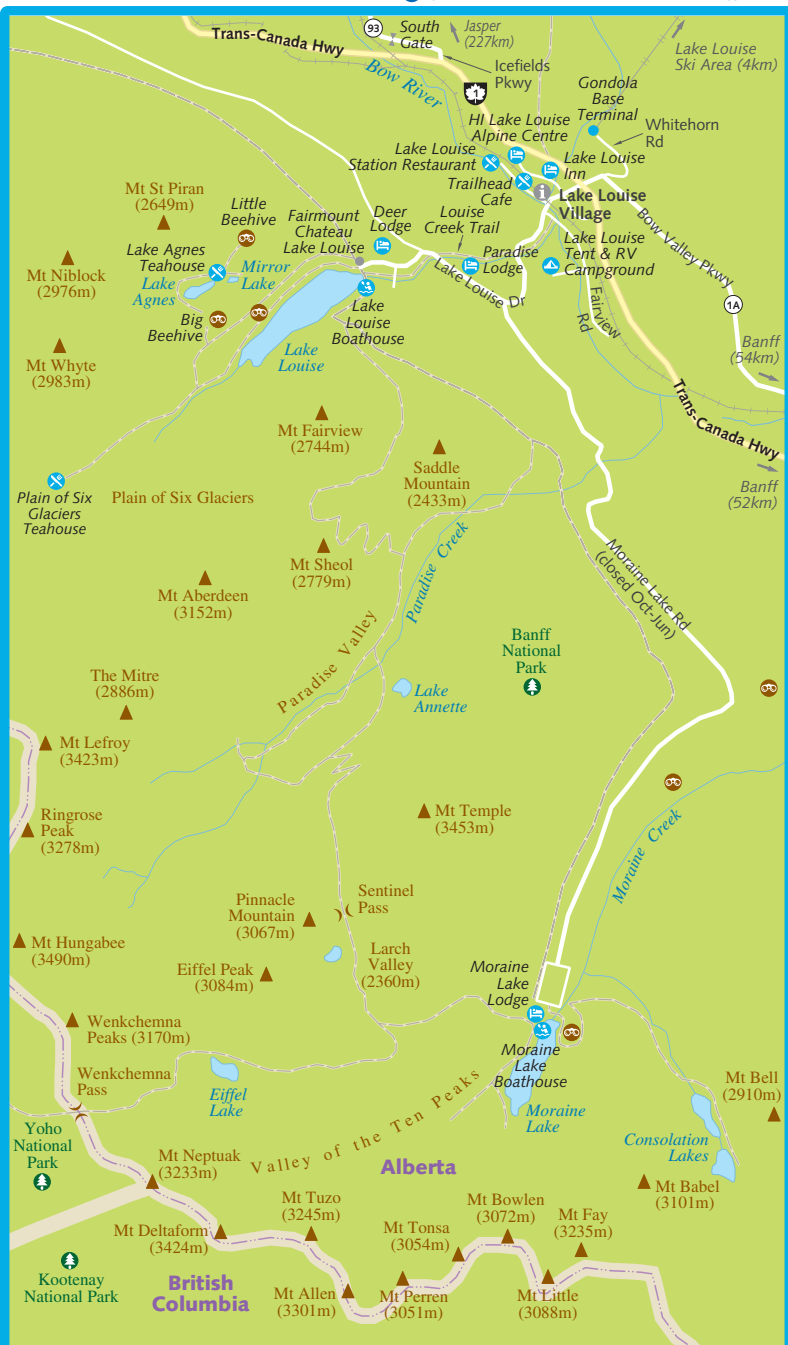 93
South
Gate
Jasper
(227km)
Trans-Canada Hwy
Icefields
Pkwy
Lake Louise
Ski Area (4km)
Bow River
1
Gondola
Base
Terminal
HI Lake Louise
Alpine Centre
Whitehorn
Rd
Lake Louise
Station Restaurant
Lake Louise
Inn
Trailhead
Cafe
i
Lake Louise
Village
Mt St Piran
(2649m)
Little
Beehive
Fairmount
Chateau
Lake Louise
Deer
Lodge
Louise
Creek Trail
Paradise
Lodge
Lake Louise
Tent & RV
Campground
Bow Valley Pkwy
Lake Agnes
Teahouse
Mirror
Lake
Lake
Agnes
Mt Niblock
(2976m)
Lake Louise Dr
Fairview
Rd
1A
Big
Beehive
Lake
Louise
Boathouse
Lake
Louise
Mt Whyte
(2983m)
Banff
(54km)
Trans-Canada Hwy
Mt Fairview
(2744m)
Saddle
Mountain
(2433m)
Banff
(52km)
Plain of Six
Glaciers
Teahouse
Plain of Six Glaciers
Mt Sheol
(2779m)
Paradise Creek
Moraine Lake Rd
(closed Oct-Jun)
Mt Aberdeen
(3152m)
Paradise Valley
Banff
National
Park
The Mitre
(2886m)
Lake
Annette
Mt Lefroy
(3423m)
Ringrose
Peak
(3278m)
Mt Temple
(3453m)
Moraine Creek
Pinnacle
Mountain
(3067m)
Sentinel
Pass
Mt Hungabee
(3490m)
Eiffel Peak
(3084m)
Larch
Valley
(2360m)
Moraine
Lake
Lodge
Wenkchemna
Peaks (3170m)
Moraine
Lake
Boathouse
Wenkchemna
Pass
Eiffel
Lake
Mt Bell
(2910m)
Moraine
Lake
Yoho
National
Park
Valley of the Ten Peaks
Consolation
Lakes
Mt Neptuak
(3233m)
Alberta
Mt Babel
(3101m)
Mt Tuzo
(3245m)
Mt Bowlen
(3072m)
Mt Fay
(3235m)
Mt Deltaform
(3424m)
Mt Tonsa
(3054m)
Kootenay
National Park
British
Columbia
Mt Allen
(3301m)
Mt Perren
(3051m)
Mt Little
(3088m)